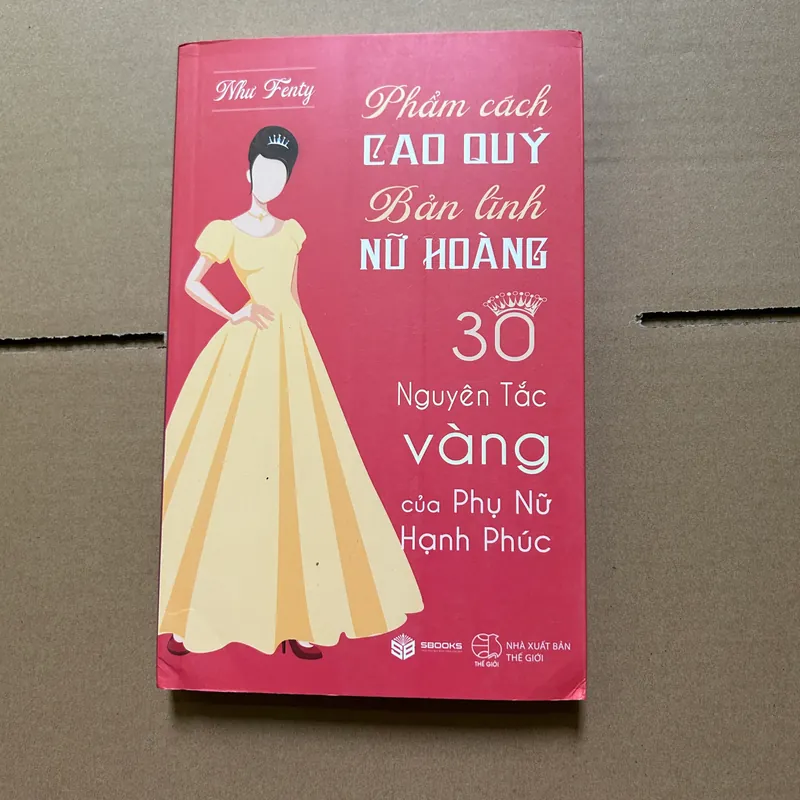 Như Fenty
Phẩm cách
CAO QUÝ
Bản lĩnh
NỮ HOÀNG
30
Nguyên Tắc
vàng
của Phụ Nữ
Hạnh Phúc
SBOOKS
THẾ GIỚI
NHÀ XUẤT BẢN
THẾ GIỚI